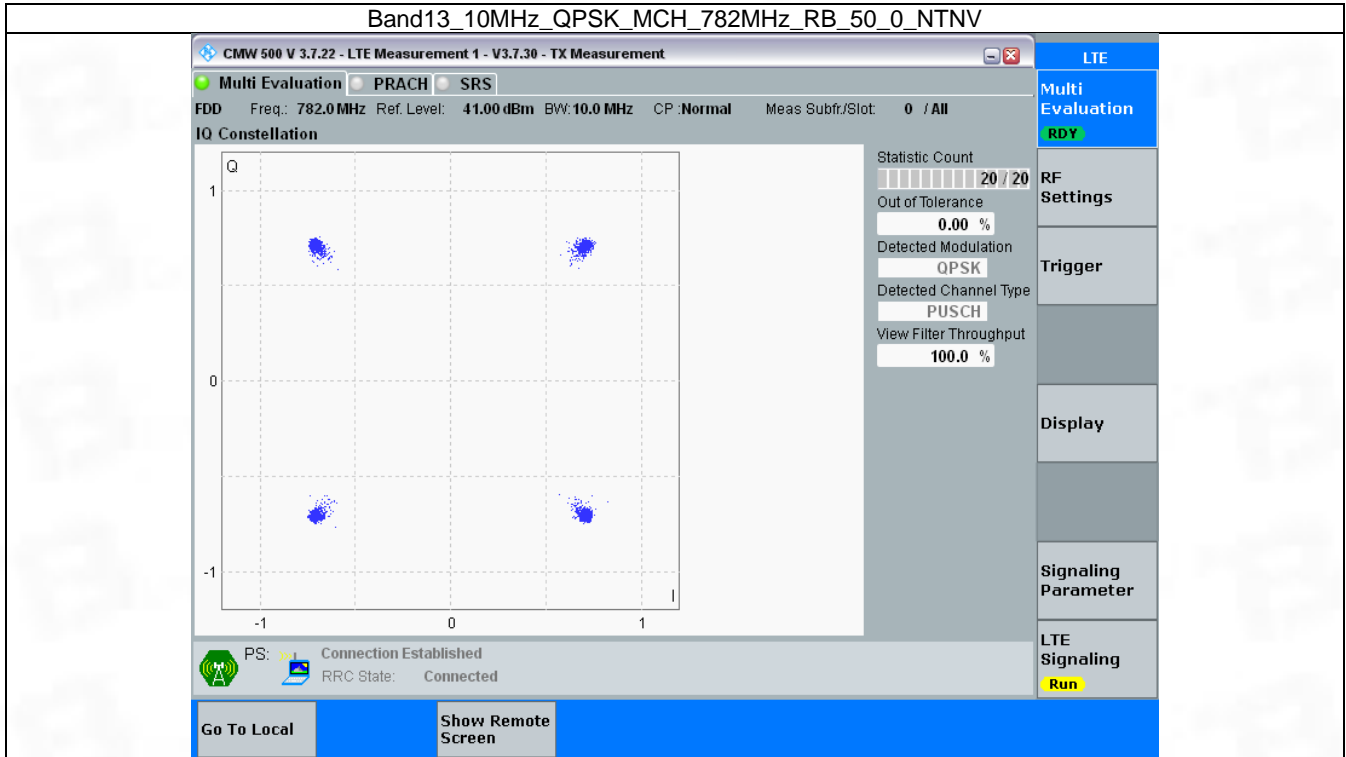 Band13_10MHz_QPSK_MCH_782MHz_RB_50_0_NTNV
CMW 500 V 3.7.22 - LTE Measurement 1 - V3.7.30 - TX Measurement
LTE
Multi Evaluation PRACH SRS
Multi
Evaluation
RDY
FDD Freq.: 782.0 MHz Ref. Level: 41.00 dBm BW: 10.0 MHz CP :Normal Meas Subfr./Slot: 0 / All
IQ Constellation
Q
1
0
-1
I
-1 0 1
Statistic Count
20 / 20
Out of Tolerance
0.00 %
Detected Modulation
QPSK
Detected Channel Type
PUSCH
View Filter Throughput
100.0 %
RF
Settings
Trigger
Display
Signaling
Parameter
LTE
Signaling
Run
PS: Connection Established
RRC State: Connected
Go To Local
Show Remote
Screen